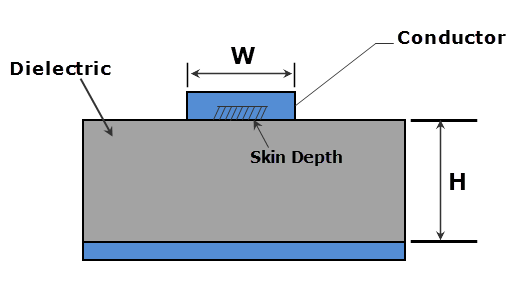 Conductor
W
Dielectric
Skin Depth
H